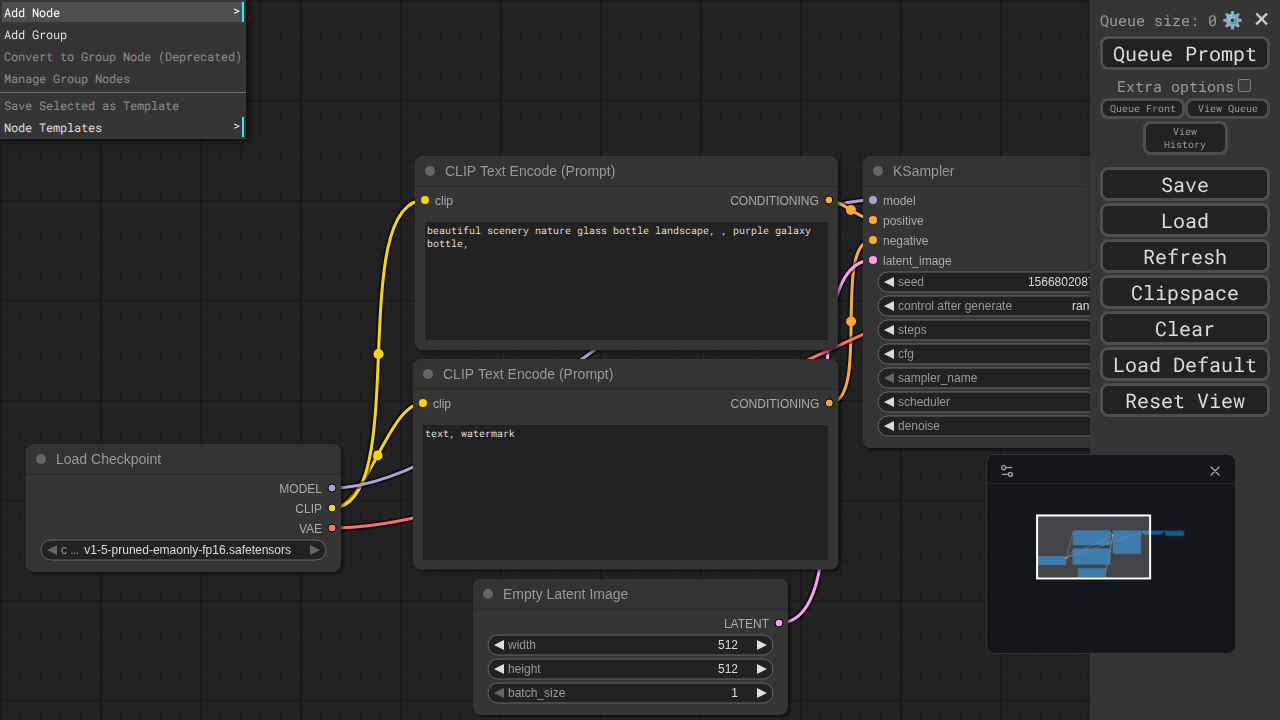 Add Node >
Add Group
Convert to Group Node (Deprecated)
Manage Group Nodes
Save Selected as Template
Node Templates >
Queue size: 0
Queue Prompt
Extra options
Queue Front
View Queue
View
History
Save
Load
Refresh
Clipspace
Clear
Load Default
Reset View
CLIP Text Encode (Prompt)
clip
CONDITIONING
beautiful scenery nature glass bottle landscape, , purple galaxy
bottle,
KSampler
model
positive
negative
latent_image
seed 1566802087
control after generate ran
steps
cfg
sampler_name
scheduler
denoise
CLIP Text Encode (Prompt)
clip
CONDITIONING
text, watermark
Load Checkpoint
MODEL
CLIP
VAE
c ... v1-5-pruned-emaonly-fp16.safetensors
Empty Latent Image
LATENT
width 512
height 512
batch_size 1